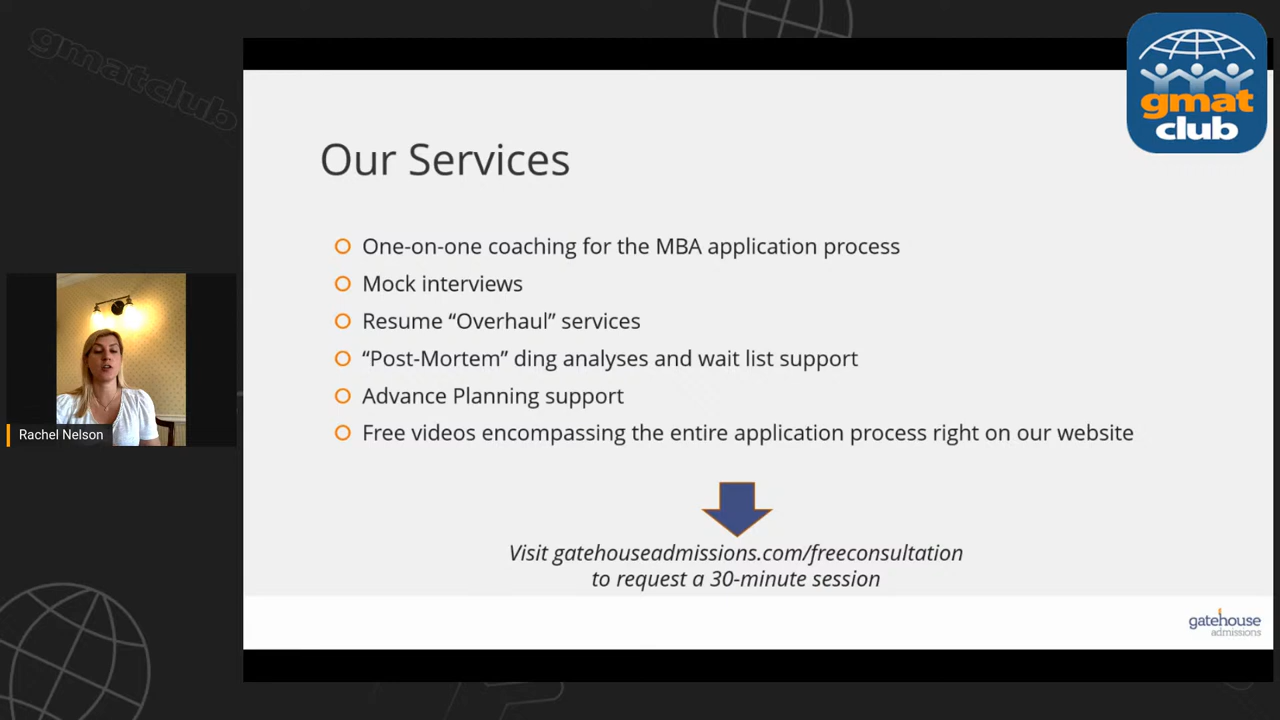 gmatclub
gmat
club
Our Services
One-on-one coaching for the MBA application process
Mock interviews
Resume “Overhaul” services
“Post-Mortem” ding analyses and wait list support
Advance Planning support
Free videos encompassing the entire application process right on our website
Rachel Nelson
Visit gatehouseadmissions.com/freeconsultation
to request a 30-minute session
gatehouse
admissions